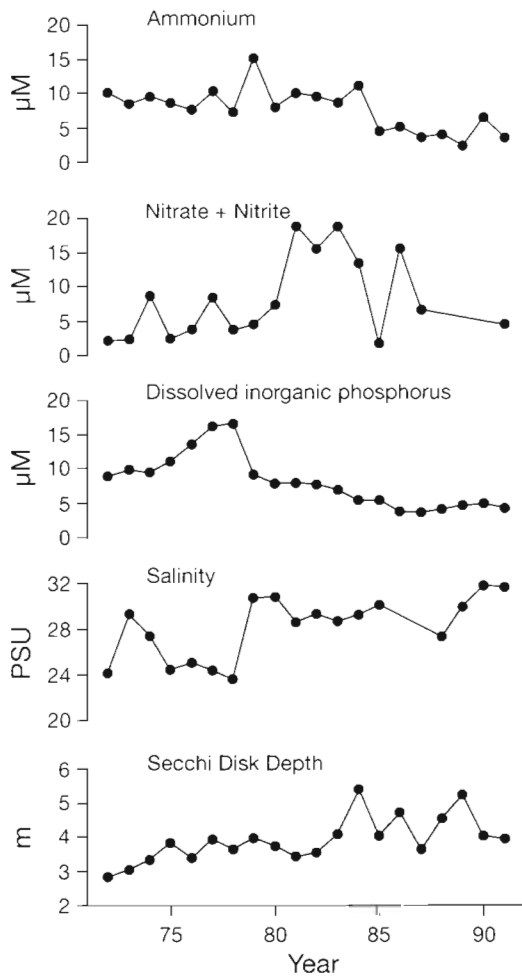 Ammonium
20
15
10
5
0
µM
Nitrate + Nitrite
20
15
10
5
0
µM
Dissolved inorganic phosphorus
20
15
10
5
0
µM
Salinity
32
28
24
20
PSU
Secchi Disk Depth
6
5
4
3
2
m
75 80 85 90
Year